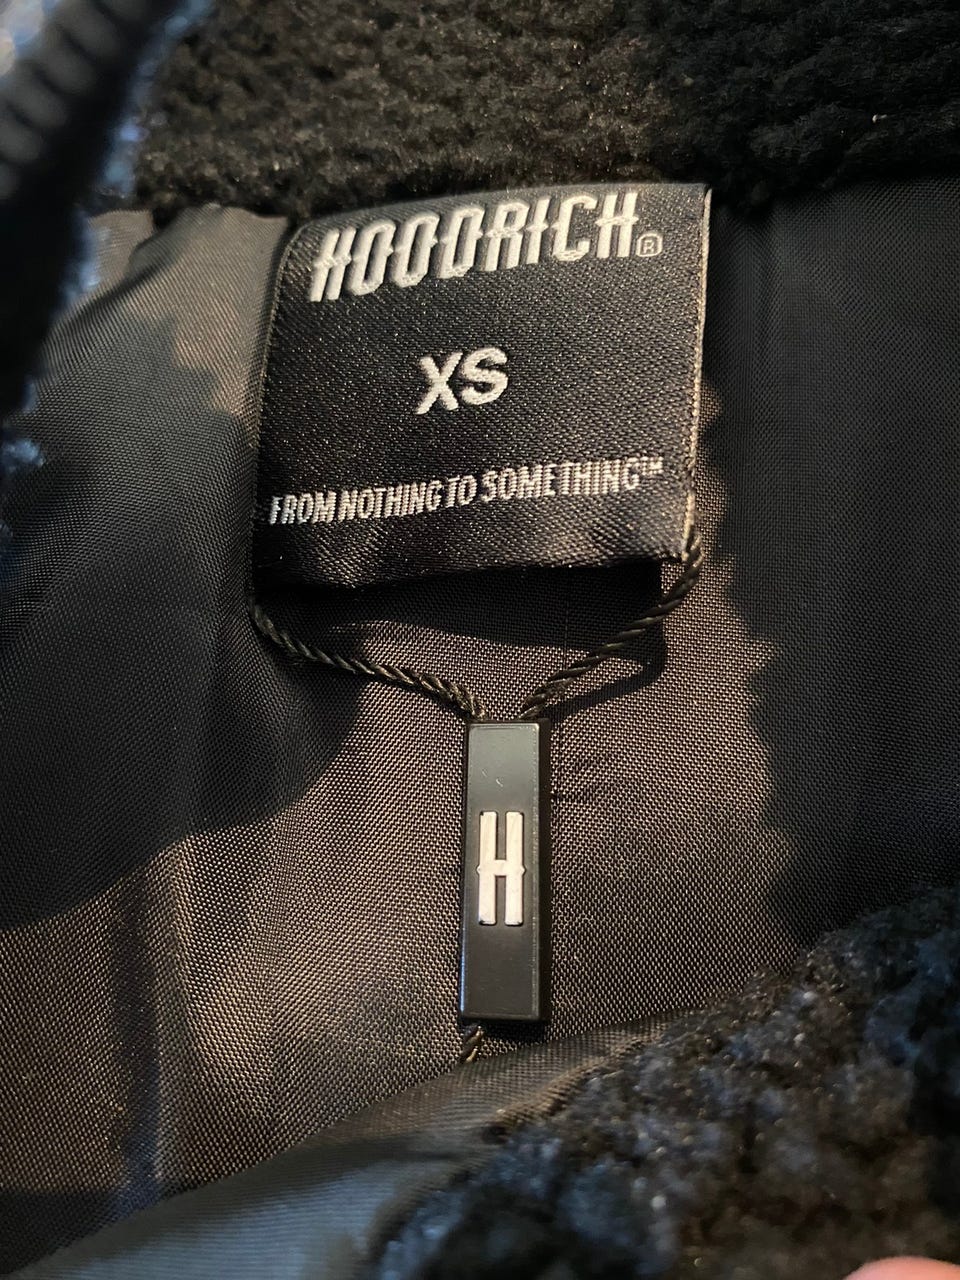 HOODRICH®
XS
FROM NOTHING TO SOMETHING™
H